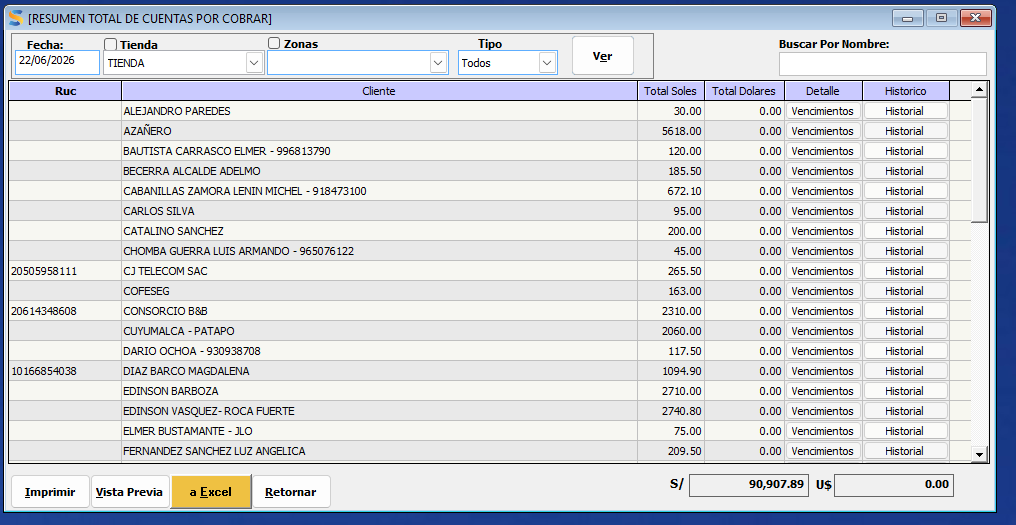 [RESUMEN TOTAL DE CUENTAS POR COBRAR]
Fecha: Tienda Zonas Tipo Buscar Por Nombre:
22/06/2026 TIENDA Todos Ver
Ruc Cliente Total Soles Total Dolares Detalle Historico
ALEJANDRO PAREDES 30.00 0.00 Vencimientos Historial
AZAÑERO 5618.00 0.00 Vencimientos Historial
BAUTISTA CARRASCO ELMER - 996813790 120.00 0.00 Vencimientos Historial
BECERRA ALCALDE ADELMO 185.50 0.00 Vencimientos Historial
CABANILLAS ZAMORA LENIN MICHEL - 918473100 672.10 0.00 Vencimientos Historial
CARLOS SILVA 95.00 0.00 Vencimientos Historial
CATALINO SANCHEZ 200.00 0.00 Vencimientos Historial
CHOMBA GUERRA LUIS ARMANDO - 965076122 45.00 0.00 Vencimientos Historial
20505958111 CJ TELECOM SAC 265.50 0.00 Vencimientos Historial
COFESEG 163.00 0.00 Vencimientos Historial
20614348608 CONSORCIO B&B 2310.00 0.00 Vencimientos Historial
CUYUMALCA - PATAPO 2060.00 0.00 Vencimientos Historial
DARIO OCHOA - 930938708 117.50 0.00 Vencimientos Historial
10166854038 DIAZ BARCO MAGDALENA 1094.90 0.00 Vencimientos Historial
EDINSON BARBOZA 2710.00 0.00 Vencimientos Historial
EDINSON VASQUEZ- ROCA FUERTE 2740.80 0.00 Vencimientos Historial
ELMER BUSTAMANTE - JLO 75.00 0.00 Vencimientos Historial
FERNANDEZ SANCHEZ LUZ ANGELICA 209.50 0.00 Vencimientos Historial
Imprimir Vista Previa a Excel Retornar S/ 90,907.89 U$ 0.00